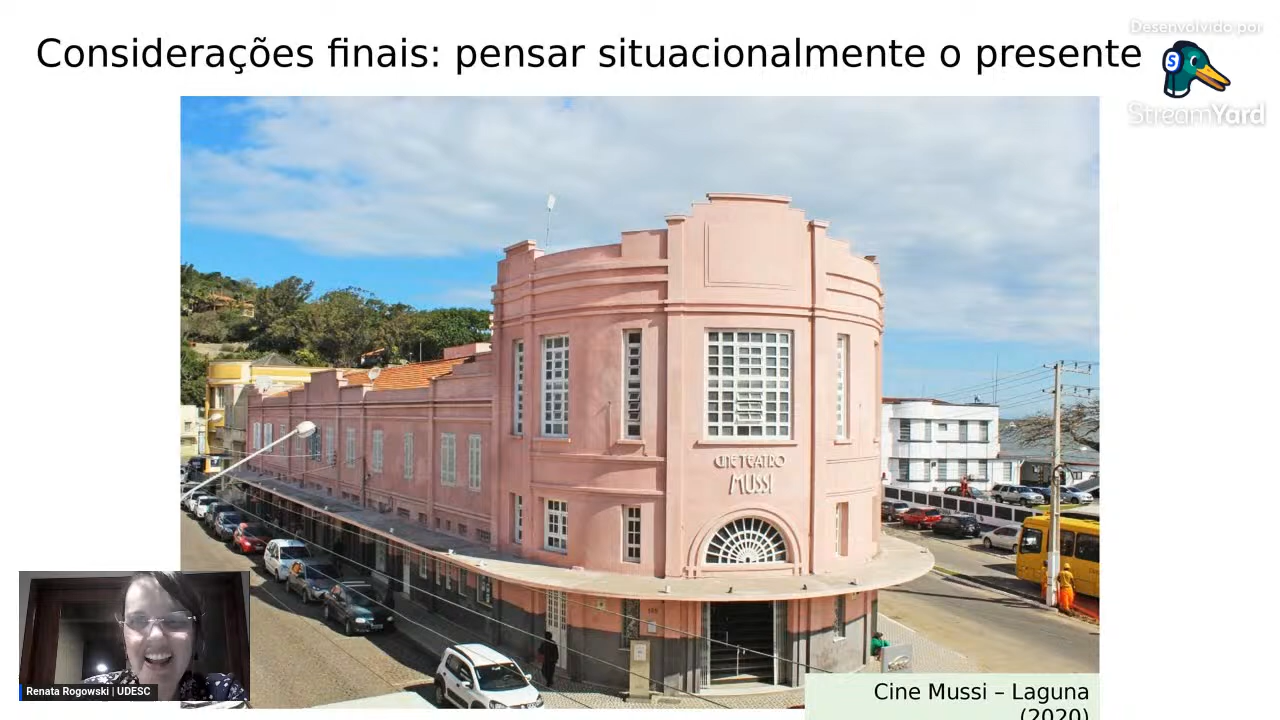 Considerações finais: pensar situacionalmente o presente
Desenvolvido por
S
StreamYard
CINE TEATRO
MUSSI
Renata Rogowski | UDESC
Cine Mussi – Laguna
(2020)